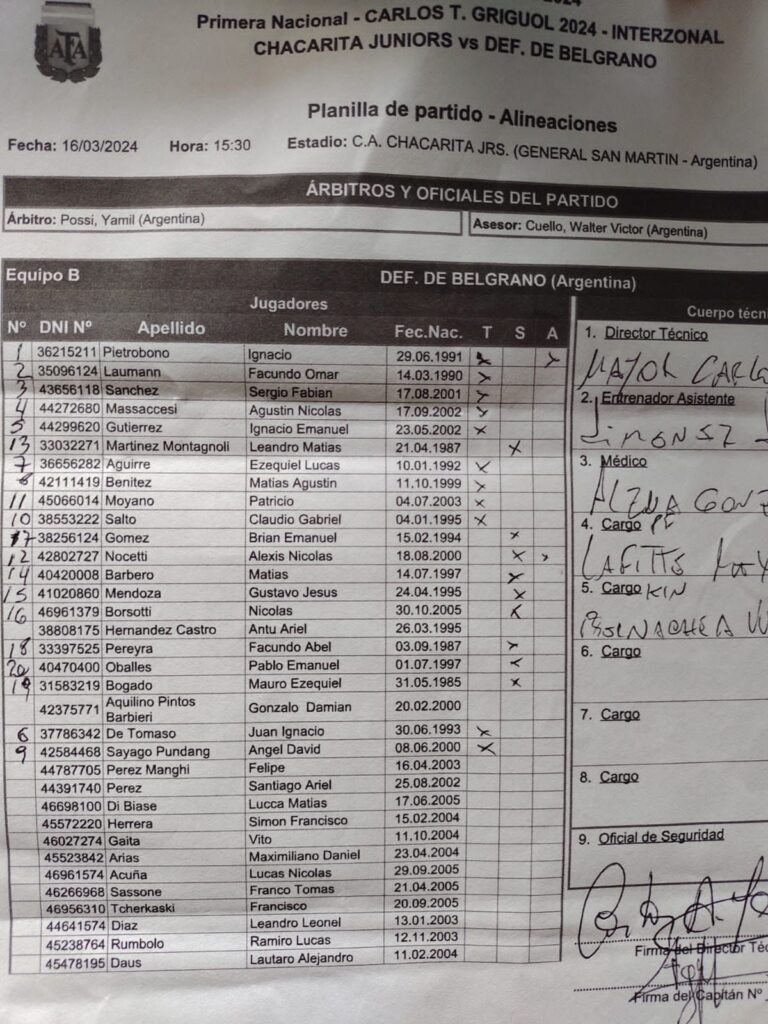 AFA
2024
Primera Nacional - CARLOS T. GRIGUOL 2024 - INTERZONAL
CHACARITA JUNIORS vs DEF. DE BELGRANO
Planilla de partido - Alineaciones
Fecha: 16/03/2024 Hora: 15:30 Estadio: C.A. CHACARITA JRS. (GENERAL SAN MARTIN - Argentina)
ÁRBITROS Y OFICIALES DEL PARTIDO
Árbitro: Possi, Yamil (Argentina) Asesor: Cuello, Walter Victor (Argentina)
Equipo B DEF. DE BELGRANO (Argentina)
Jugadores
Nº DNI Nº Apellido Nombre Fec.Nac. T S A
1 36215211 Pietrobono Ignacio 29.06.1991 x x
2 35096124 Laumann Facundo Omar 14.03.1990 x
3 43656118 Sanchez Sergio Fabian 17.08.2001 x
4 44272680 Massaccesi Agustin Nicolas 17.09.2002 x
5 44299620 Gutierrez Ignacio Emanuel 23.05.2002 x
13 33032271 Martinez Montagnoli Leandro Matias 21.04.1987 x
7 36656282 Aguirre Ezequiel Lucas 10.01.1992 x
8 42111419 Benitez Matias Agustin 11.10.1999 x
11 45066014 Moyano Patricio 04.07.2003 x
10 38553222 Salto Claudio Gabriel 04.01.1995 x
17 38256124 Gomez Brian Emanuel 15.02.1994 x
12 42802727 Nocetti Alexis Nicolas 18.08.2000 x x
14 40420008 Barbero Matias 14.07.1997 x
15 41020860 Mendoza Gustavo Jesus 24.04.1995 x
16 46961379 Borsotti Nicolas 30.10.2005 x
38808175 Hernandez Castro Antu Ariel 26.03.1995
18 33397525 Pereyra Facundo Abel 03.09.1987 x
20 40470400 Oballes Pablo Emanuel 01.07.1997 x
19 31583219 Bogado Mauro Ezequiel 31.05.1985 x
42375771 Aquilino Pintos Barbieri Gonzalo Damian 20.02.2000
6 37786342 De Tomaso Juan Ignacio 30.06.1993 x
9 42584468 Sayago Pundang Angel David 08.06.2000 x
44787705 Perez Manghi Felipe 16.04.2003
44391740 Perez Santiago Ariel 25.08.2002
46698100 Di Biase Lucca Matias 17.06.2005
45572220 Herrera Simon Francisco 15.02.2004
46027274 Gaita Vito 11.10.2004
45523842 Arias Maximiliano Daniel 23.04.2004
46961574 Acuña Lucas Nicolas 29.09.2005
46266968 Sassone Franco Tomas 21.04.2005
46956310 Tcherkaski Francisco 20.09.2005
44641574 Diaz Leandro Leonel 13.01.2003
45238764 Rumbolo Ramiro Lucas 12.11.2003
45478195 Daus Lautaro Alejandro 11.02.2004
Cuerpo técni
1. Director Técnico
MAYOR CARL
2. Entrenador Asistente
3. Médico
4. Cargo PF
5. Cargo KIN
6. Cargo
7. Cargo
8. Cargo
9. Oficial de Seguridad
Firma del Director Téc
Firma del Capitán Nº